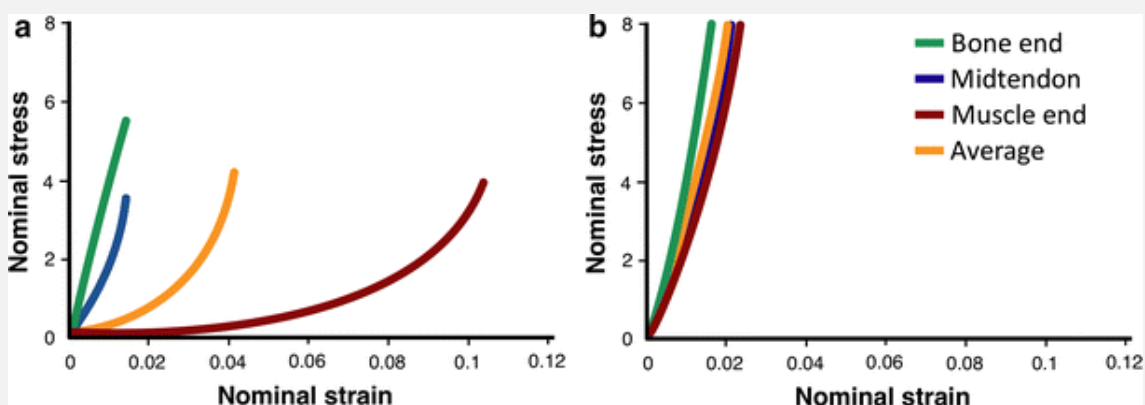 a
8
6
4
2
0
Nominal stress
0 0.02 0.04 0.06 0.08 0.1 0.12
Nominal strain
b
8
6
4
2
0
Nominal stress
0 0.02 0.04 0.06 0.08 0.1 0.12
Nominal strain
Bone end
Midtendon
Muscle end
Average